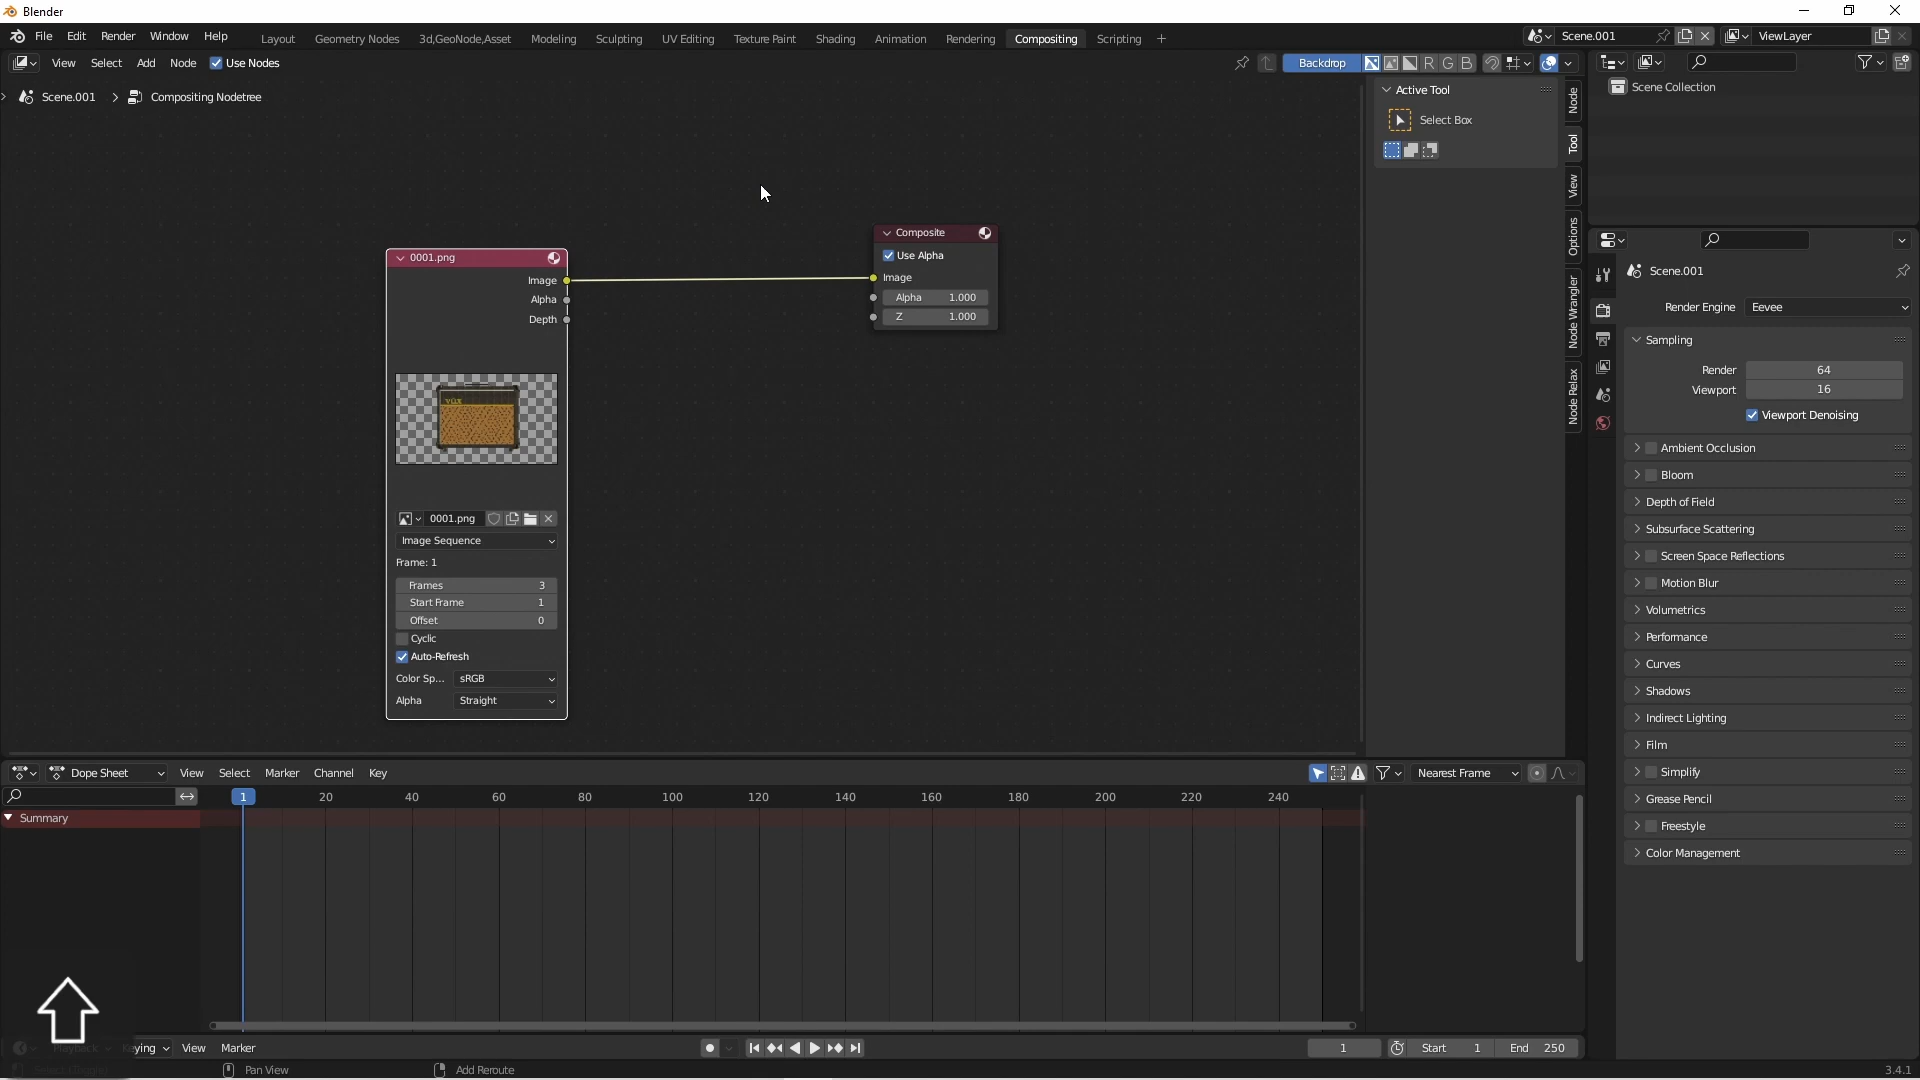 Blender
File Edit Render Window Help
Layout Geometry Nodes 3d,GeoNode,Asset Modeling Sculpting UV Editing Texture Paint Shading Animation Rendering Compositing Scripting +
Scene.001 ViewLayer
View Select Add Node Use Nodes
Backdrop R G B
Scene.001 > Compositing Nodetree
Active Tool
Select Box
Node
Tool
View
Options
Node Wrangler
Node Relax
Scene Collection
Scene.001
Render Engine Eevee
Sampling
Render 64
Viewport 16
Viewport Denoising
Ambient Occlusion
Bloom
Depth of Field
Subsurface Scattering
Screen Space Reflections
Motion Blur
Volumetrics
Performance
Curves
Shadows
Indirect Lighting
Film
Simplify
Grease Pencil
Freestyle
Color Management
0001.png
Image
Alpha
Depth
vüx
0001.png
Image Sequence
Frame: 1
Frames 3
Start Frame 1
Offset 0
Cyclic
Auto-Refresh
Color Sp... sRGB
Alpha Straight
Composite
Use Alpha
Image
Alpha 1.000
Z 1.000
Dope Sheet View Select Marker Channel Key
Nearest Frame
1 20 40 60 80 100 120 140 160 180 200 220 240
Summary
Playback Keying View Marker
1 Start 1 End 250
Pan View Add Reroute
3.4.1